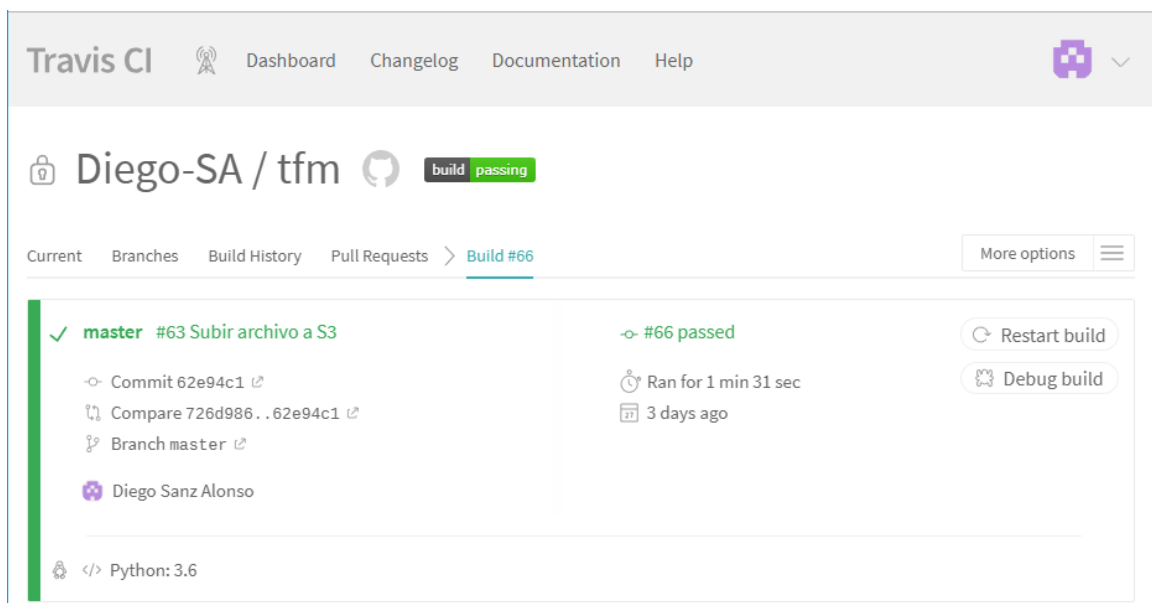 Travis CI Dashboard Changelog Documentation Help
Diego-SA / tfm build passing
Current Branches Build History Pull Requests Build #66 More options
master #63 Subir archivo a S3
Commit 62e94c1
Compare 726d986..62e94c1
Branch master
Diego Sanz Alonso
#66 passed
Ran for 1 min 31 sec
27 3 days ago
Restart build
Debug build
</> Python: 3.6